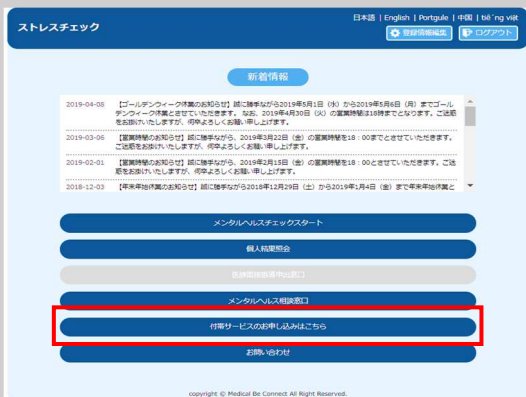 日本語 | English | Portgule | 中国 | tiê´ng việt
ストレスチェック
登録情報編集
ログアウト
新着情報
2019-04-08 【ゴールデンウィーク休業のお知らせ】誠に勝手ながら2019年5月1日（水）から2019年5月6日（月）までゴール
デンウィーク休業とさせていただきます。 なお、2019年4月30日（火）の営業時間は18時までとなります。ご迷惑
をお掛けいたしますが、何卒よろしくお願い申し上げます。
2019-03-06 【営業時間のお知らせ】誠に勝手ながら、2019年3月22日（金）の営業時間を18：00までとさせていただきます。
ご迷惑をお掛けいたしますが、何卒よろしくお願い申し上げます。
2019-02-01 【営業時間のお知らせ】誠に勝手ながら、2019年2月15日（金）の営業時間を18：00とさせていただきます。ご迷
惑をお掛けいたしますが、何卒よろしくお願い申し上げます。
2018-12-03 【年末年始休業のお知らせ】誠に勝手ながら2018年12月29日（土）から2019年1月4日（金）まで年末年始休業と
メンタルヘルスチェックスタート
個人結果照会
医師面接指導申出窓口
メンタルヘルス相談窓口
付帯サービスのお申し込みはこちら
お問い合わせ
copyright © Medical Be Connect All Right Reserved.